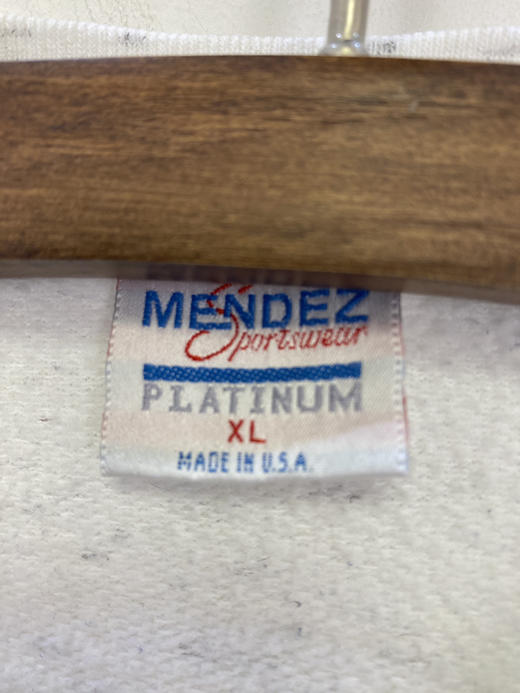 MENDEZ
Sportswear
PLATINUM
XL
MADE IN U.S.A.